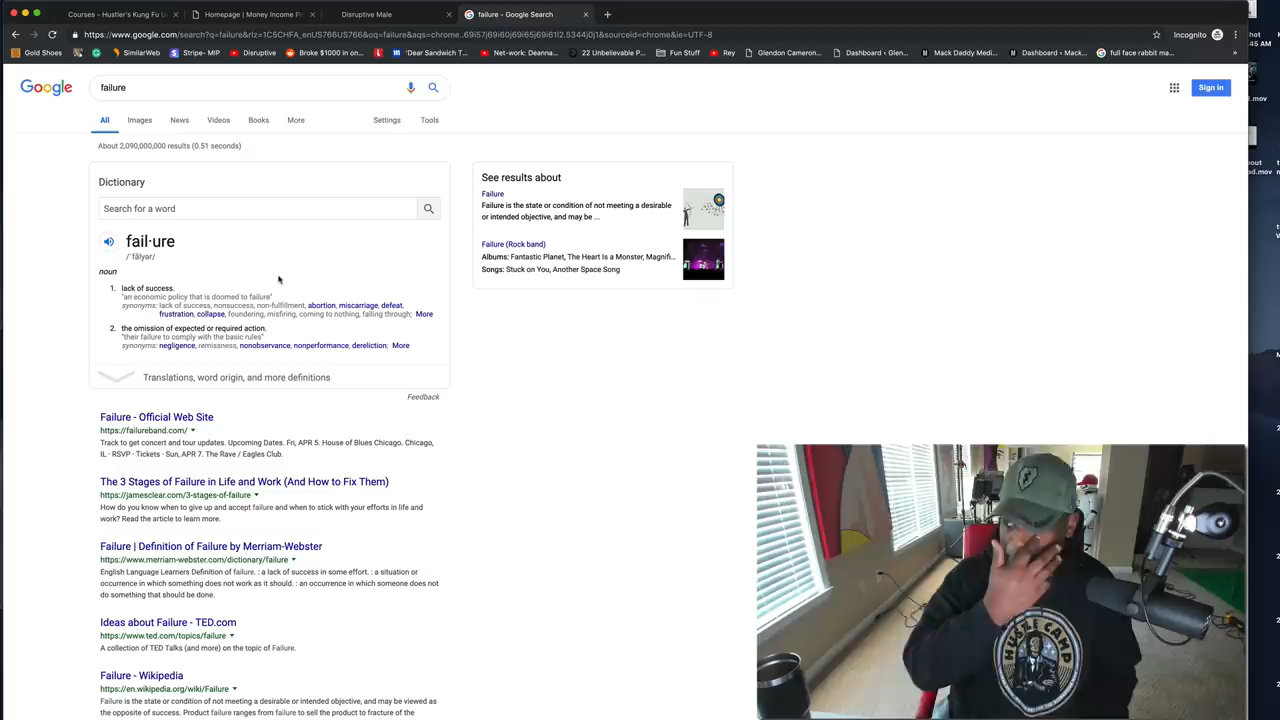 Courses - Hustler's Kung Fu U
Homepage | Money Income P
Disruptive Male
failure - Google Search
https://www.google.com/search?q=failure&rlz=1C5CHFA_enUS766US766&oq=failure&aqs=chrome...69i57j69i60j69i65j69i61l2.5344j0j1&sourceid=chrome&ie=UTF-8
Incognito
Gold Shoes
SimilarWeb
Stripe- MIP
Disruptive
Broke $1000 in on...
'Dear Sandwich T...
Net-work: Deanna...
22 Unbelievable P...
Fun Stuff
Rey
Glendon Cameron...
Dashboard ‹ Glen...
Mack Daddy Medi...
Dashboard ‹ Mack...
full face rabbit ma...
Google
failure
Sign in
All
Images
News
Videos
Books
More
Settings
Tools
About 2,090,000,000 results (0.51 seconds)
Dictionary
Search for a word
fail·ure
/ˈfālyər/
noun
1. lack of success.
"an economic policy that is doomed to failure"
synonyms: lack of success, nonsuccess, non-fulfillment, abortion, miscarriage, defeat,
frustration, collapse, foundering, misfiring, coming to nothing, falling through; More
2. the omission of expected or required action.
"their failure to comply with the basic rules"
synonyms: negligence, remissness, nonobservance, nonperformance, dereliction; More
Translations, word origin, and more definitions
Feedback
See results about
Failure
Failure is the state or condition of not meeting a desirable
or intended objective, and may be ...
Failure (Rock band)
Albums: Fantastic Planet, The Heart Is a Monster, Magnifi...
Songs: Stuck on You, Another Space Song
Failure - Official Web Site
https://failureband.com/
Track to get concert and tour updates. Upcoming Dates. Fri, APR 5. House of Blues Chicago. Chicago,
IL · RSVP · Tickets · Sun, APR 7. The Rave / Eagles Club.
The 3 Stages of Failure in Life and Work (And How to Fix Them)
https://jamesclear.com/3-stages-of-failure
How do you know when to give up and accept failure and when to stick with your efforts in life and
work? Read the article to learn more.
Failure | Definition of Failure by Merriam-Webster
https://www.merriam-webster.com/dictionary/failure
English Language Learners Definition of failure. : a lack of success in some effort. : a situation or
occurrence in which something does not work as it should. : an occurrence in which someone does not
do something that should be done.
Ideas about Failure - TED.com
https://www.ted.com/topics/failure
A collection of TED Talks (and more) on the topic of Failure.
Failure - Wikipedia
https://en.wikipedia.org/wiki/Failure
Failure is the state or condition of not meeting a desirable or intended objective, and may be viewed as
the opposite of success. Product failure ranges from failure to sell the product to fracture of the
HUSTLE CAMP